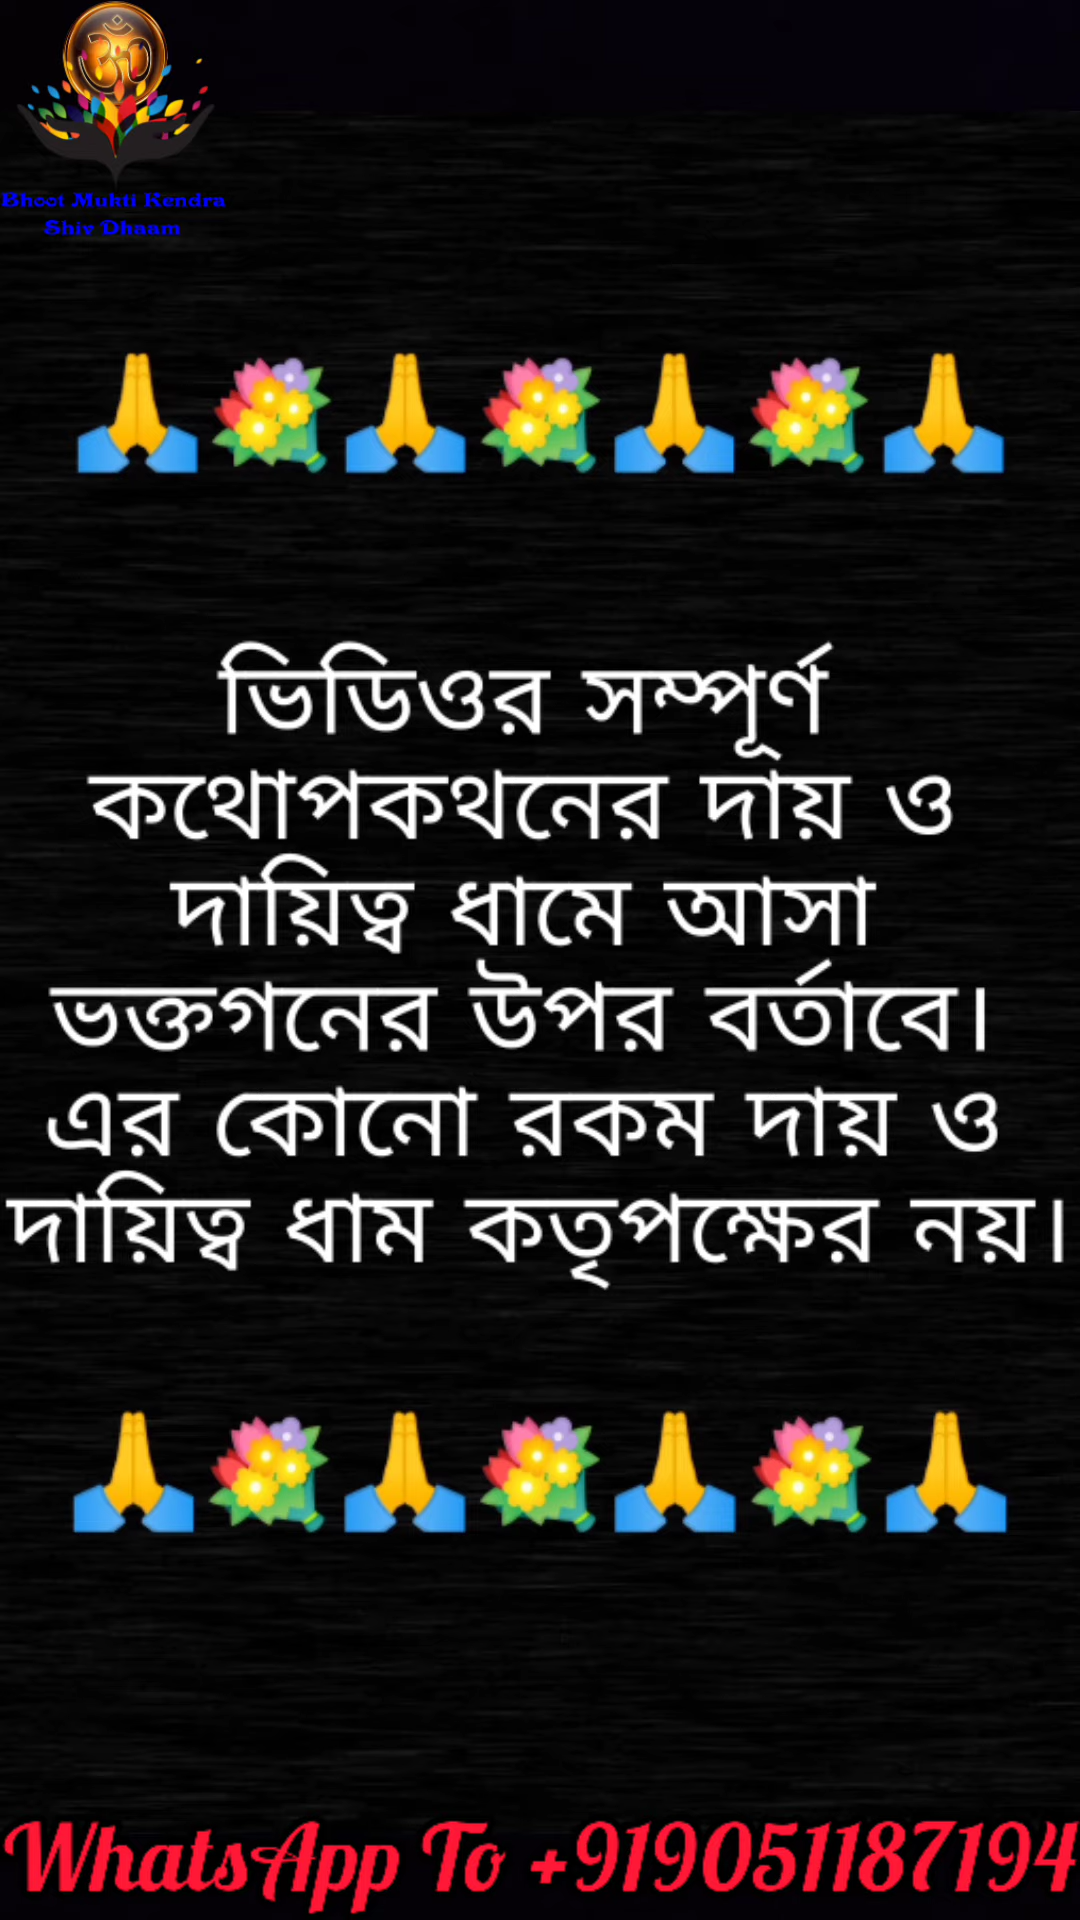 Bhoot Mukti Kendra
Shiv Dhaam
🙏💐🙏💐🙏💐🙏
ভিডিওর সম্পূর্ণ
কথোপকথনের দায় ও
দায়িত্ব ধামে আসা
ভক্তগনের উপর বর্তাবে।
এর কোনো রকম দায় ও
দায়িত্ব ধাম কতৃপক্ষের নয়।
🙏💐🙏💐🙏💐🙏
WhatsApp To +919051187194